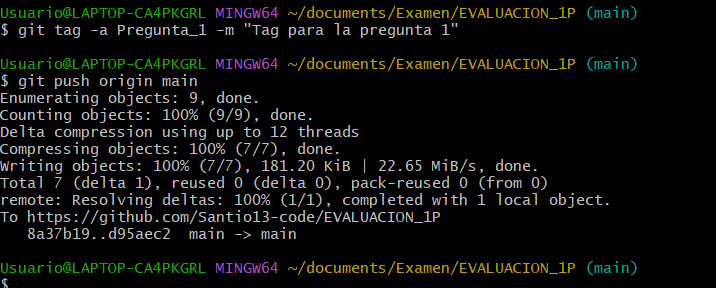 Usuario@LAPTOP-CA4PKGRL MINGW64 ~/documents/Examen/EVALUACION_1P (main)
$ git tag -a Pregunta_1 -m "Tag para la pregunta 1"
Usuario@LAPTOP-CA4PKGRL MINGW64 ~/documents/Examen/EVALUACION_1P (main)
$ git push origin main
Enumerating objects: 9, done.
Counting objects: 100% (9/9), done.
Delta compression using up to 12 threads
Compressing objects: 100% (7/7), done.
Writing objects: 100% (7/7), 181.20 KiB | 22.65 MiB/s, done.
Total 7 (delta 1), reused 0 (delta 0), pack-reused 0 (from 0)
remote: Resolving deltas: 100% (1/1), completed with 1 local object.
To https://github.com/Santio13-code/EVALUACION_1P
   8a37b19..d95aec2  main -> main
Usuario@LAPTOP-CA4PKGRL MINGW64 ~/documents/Examen/EVALUACION_1P (main)
$